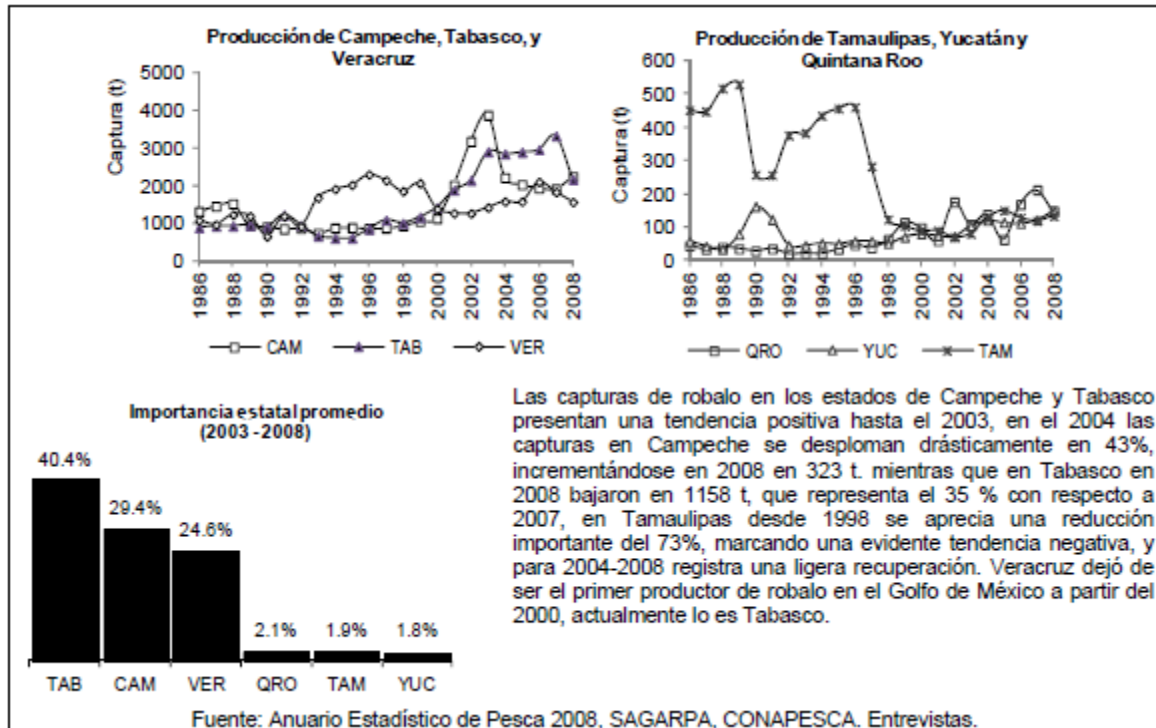 Producción de Campeche, Tabasco, y
Veracruz
Captura (t)
5000
4000
3000
2000
1000
0
1986
1988
1990
1992
1994
1996
1998
2000
2002
2004
2006
2008
CAM
TAB
VER
Producción de Tamaulipas, Yucatán y
Quintana Roo
Captura (t)
600
500
400
300
200
100
0
1986
1988
1990
1992
1994
1996
1998
2000
2002
2004
2006
2008
QRO
YUC
TAM
Importancia estatal promedio
(2003 - 2008)
40.4%
29.4%
24.6%
2.1%
1.9%
1.8%
TAB
CAM
VER
QRO
TAM
YUC
Las capturas de robalo en los estados de Campeche y Tabasco
presentan una tendencia positiva hasta el 2003, en el 2004 las
capturas en Campeche se desploman drásticamente en 43%,
incrementándose en 2008 en 323 t. mientras que en Tabasco en
2008 bajaron en 1158 t, que representa el 35 % con respecto a
2007, en Tamaulipas desde 1998 se aprecia una reducción
importante del 73%, marcando una evidente tendencia negativa, y
para 2004-2008 registra una ligera recuperación. Veracruz dejó de
ser el primer productor de robalo en el Golfo de México a partir del
2000, actualmente lo es Tabasco.
Fuente: Anuario Estadístico de Pesca 2008, SAGARPA, CONAPESCA. Entrevistas.